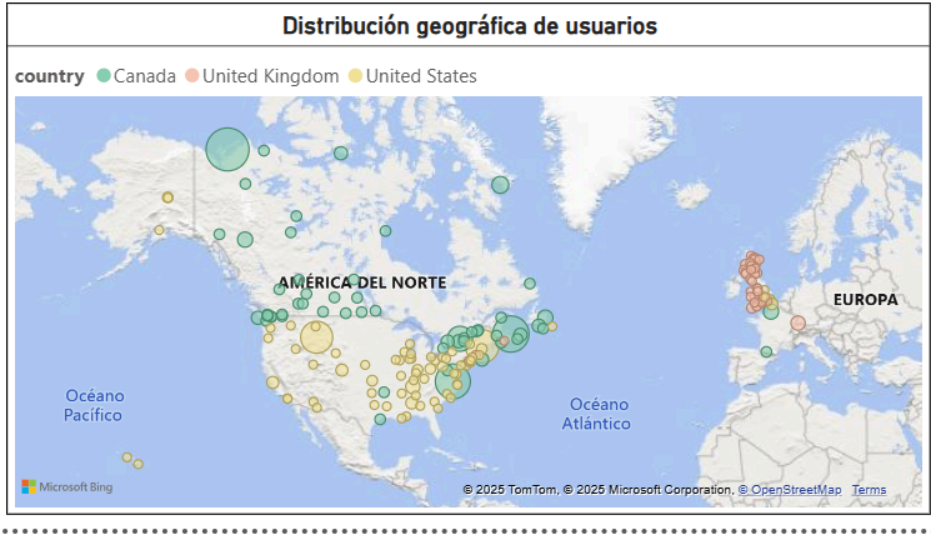 Distribución geográfica de usuarios
country Canada United Kingdom United States
AMÉRICA DEL NORTE
EUROPA
Océano
Pacífico
Océano
Atlántico
Microsoft Bing
© 2025 TomTom, © 2025 Microsoft Corporation, © OpenStreetMap Terms